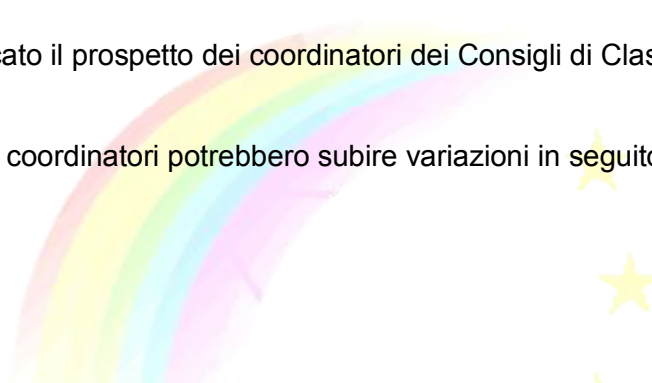 cato il prospetto dei coordinatori dei Consigli di Clas
coordinatori potrebbero subire variazioni in seguito